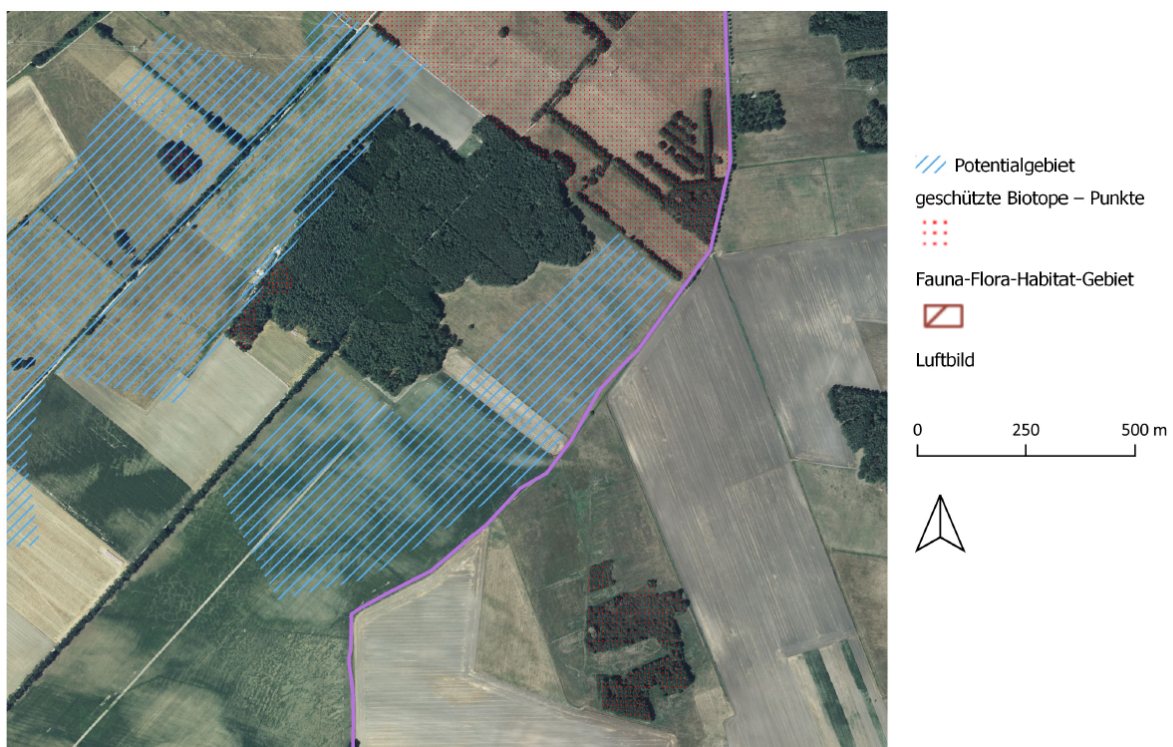 Potentialgebiet
geschützte Biotope – Punkte
Fauna-Flora-Habitat-Gebiet
Luftbild
0 250 500 m